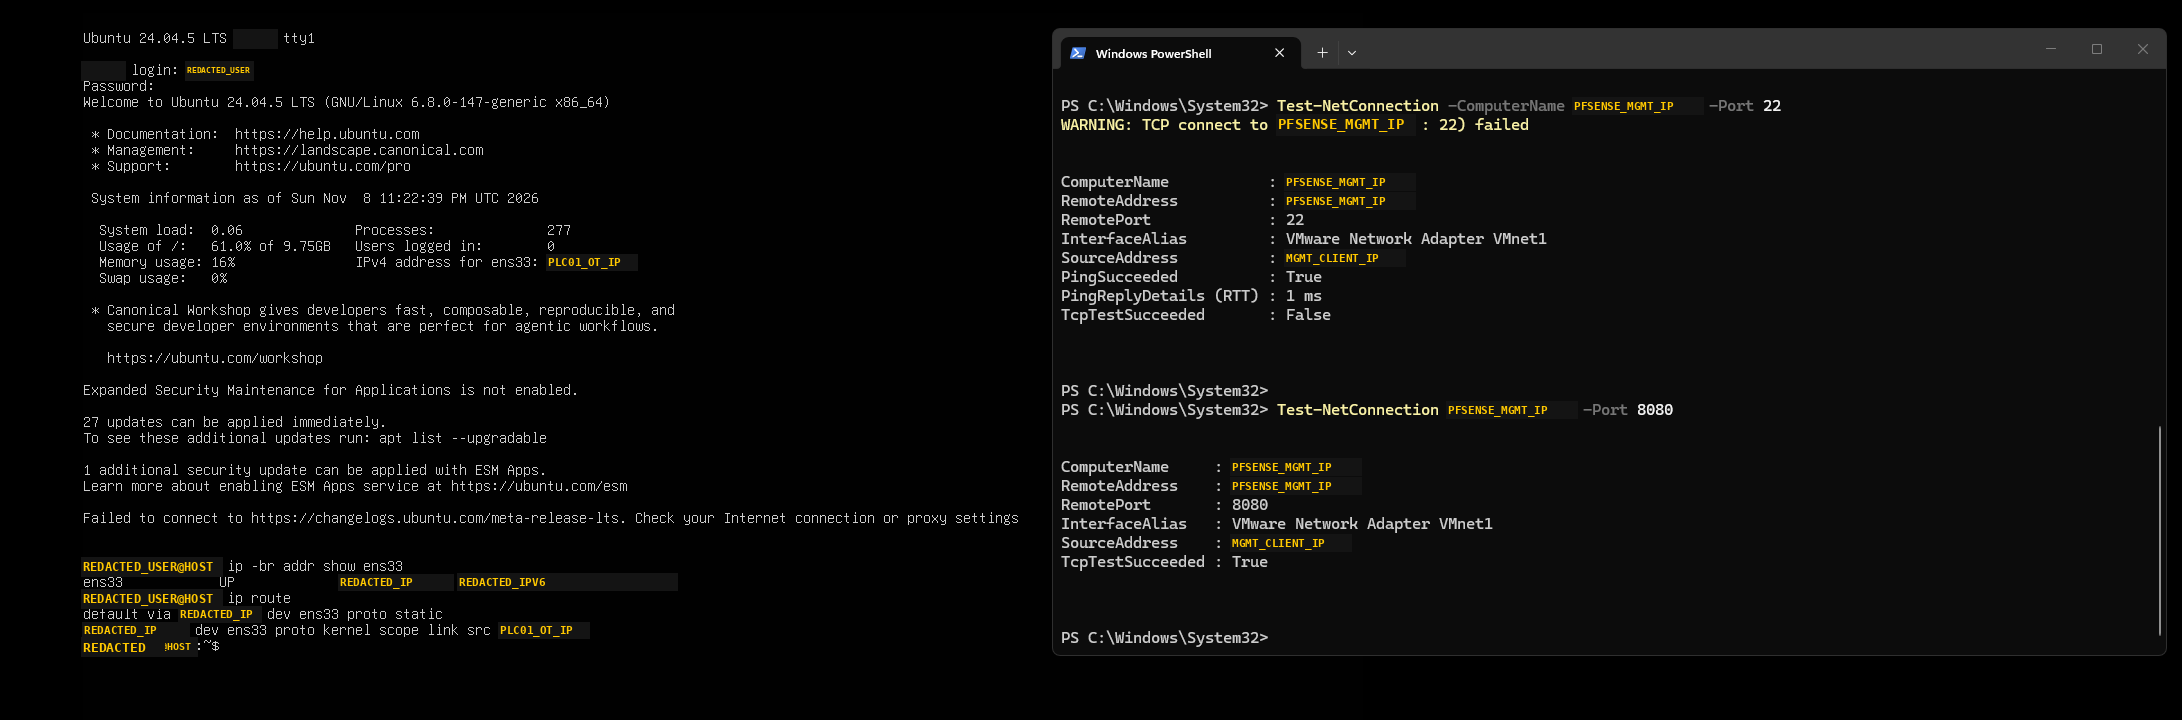 Ubuntu 24.04.5 LTS tty1
login: REDACTED_USER
Password:
Welcome to Ubuntu 24.04.5 LTS (GNU/Linux 6.8.0-147-generic x86_64)
* Documentation: https://help.ubuntu.com
* Management: https://landscape.canonical.com
* Support: https://ubuntu.com/pro
System information as of Sun Nov 8 11:22:39 PM UTC 2026
System load: 0.06 Processes: 277
Usage of /: 61.0% of 9.75GB Users logged in: 0
Memory usage: 16% IPv4 address for ens33: PLC01_OT_IP
Swap usage: 0%
* Canonical Workshop gives developers fast, composable, reproducible, and
secure developer environments that are perfect for agentic workflows.
https://ubuntu.com/workshop
Expanded Security Maintenance for Applications is not enabled.
27 updates can be applied immediately.
To see these additional updates run: apt list --upgradable
1 additional security update can be applied with ESM Apps.
Learn more about enabling ESM Apps service at https://ubuntu.com/esm
Failed to connect to https://changelogs.ubuntu.com/meta-release-lts. Check your Internet connection or proxy settings
REDACTED_USER@HOST ip -br addr show ens33
ens33 UP REDACTED_IP REDACTED_IPV6
REDACTED_USER@HOST ip route
default via REDACTED_IP dev ens33 proto static
REDACTED_IP dev ens33 proto kernel scope link src PLC01_OT_IP
REDACTED @HOST :~$
Windows PowerShell
PS C:\Windows\System32> Test-NetConnection -ComputerName PFSENSE_MGMT_IP -Port 22
WARNING: TCP connect to PFSENSE_MGMT_IP : 22) failed
ComputerName : PFSENSE_MGMT_IP
RemoteAddress : PFSENSE_MGMT_IP
RemotePort : 22
InterfaceAlias : VMware Network Adapter VMnet1
SourceAddress : MGMT_CLIENT_IP
PingSucceeded : True
PingReplyDetails (RTT) : 1 ms
TcpTestSucceeded : False
PS C:\Windows\System32>
PS C:\Windows\System32> Test-NetConnection PFSENSE_MGMT_IP -Port 8080
ComputerName : PFSENSE_MGMT_IP
RemoteAddress : PFSENSE_MGMT_IP
RemotePort : 8080
InterfaceAlias : VMware Network Adapter VMnet1
SourceAddress : MGMT_CLIENT_IP
TcpTestSucceeded : True
PS C:\Windows\System32>